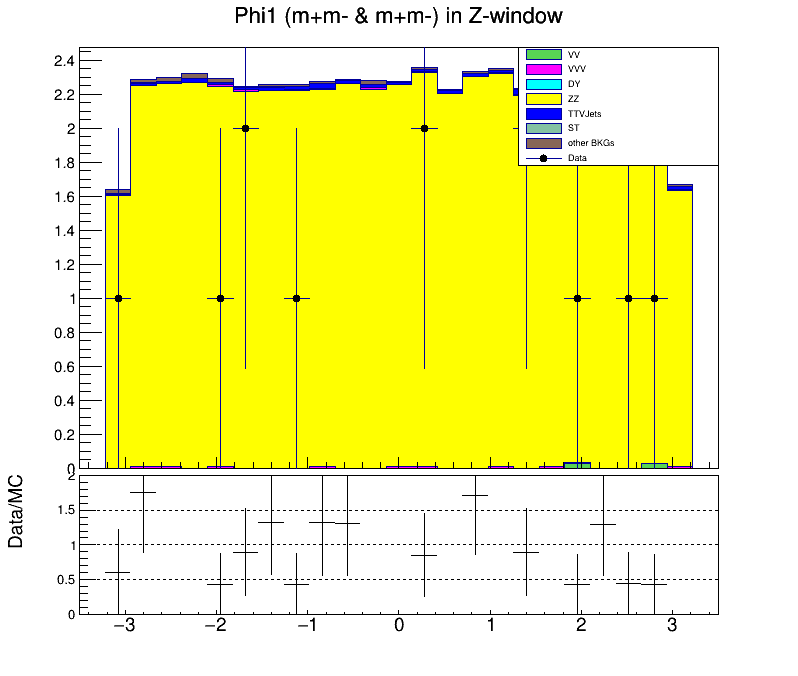 Phi1 (m+m- & m+m-) in Z-window
2.4
2.2
2
1.8
1.6
1.4
1.2
1
0.8
0.6
0.4
0.2
0
VV
VVV
DY
ZZ
TTVJets
ST
other BKGs
Data
Data/MC
2
1.5
1
0.5
0
−3 −2 −1 0 1 2 3